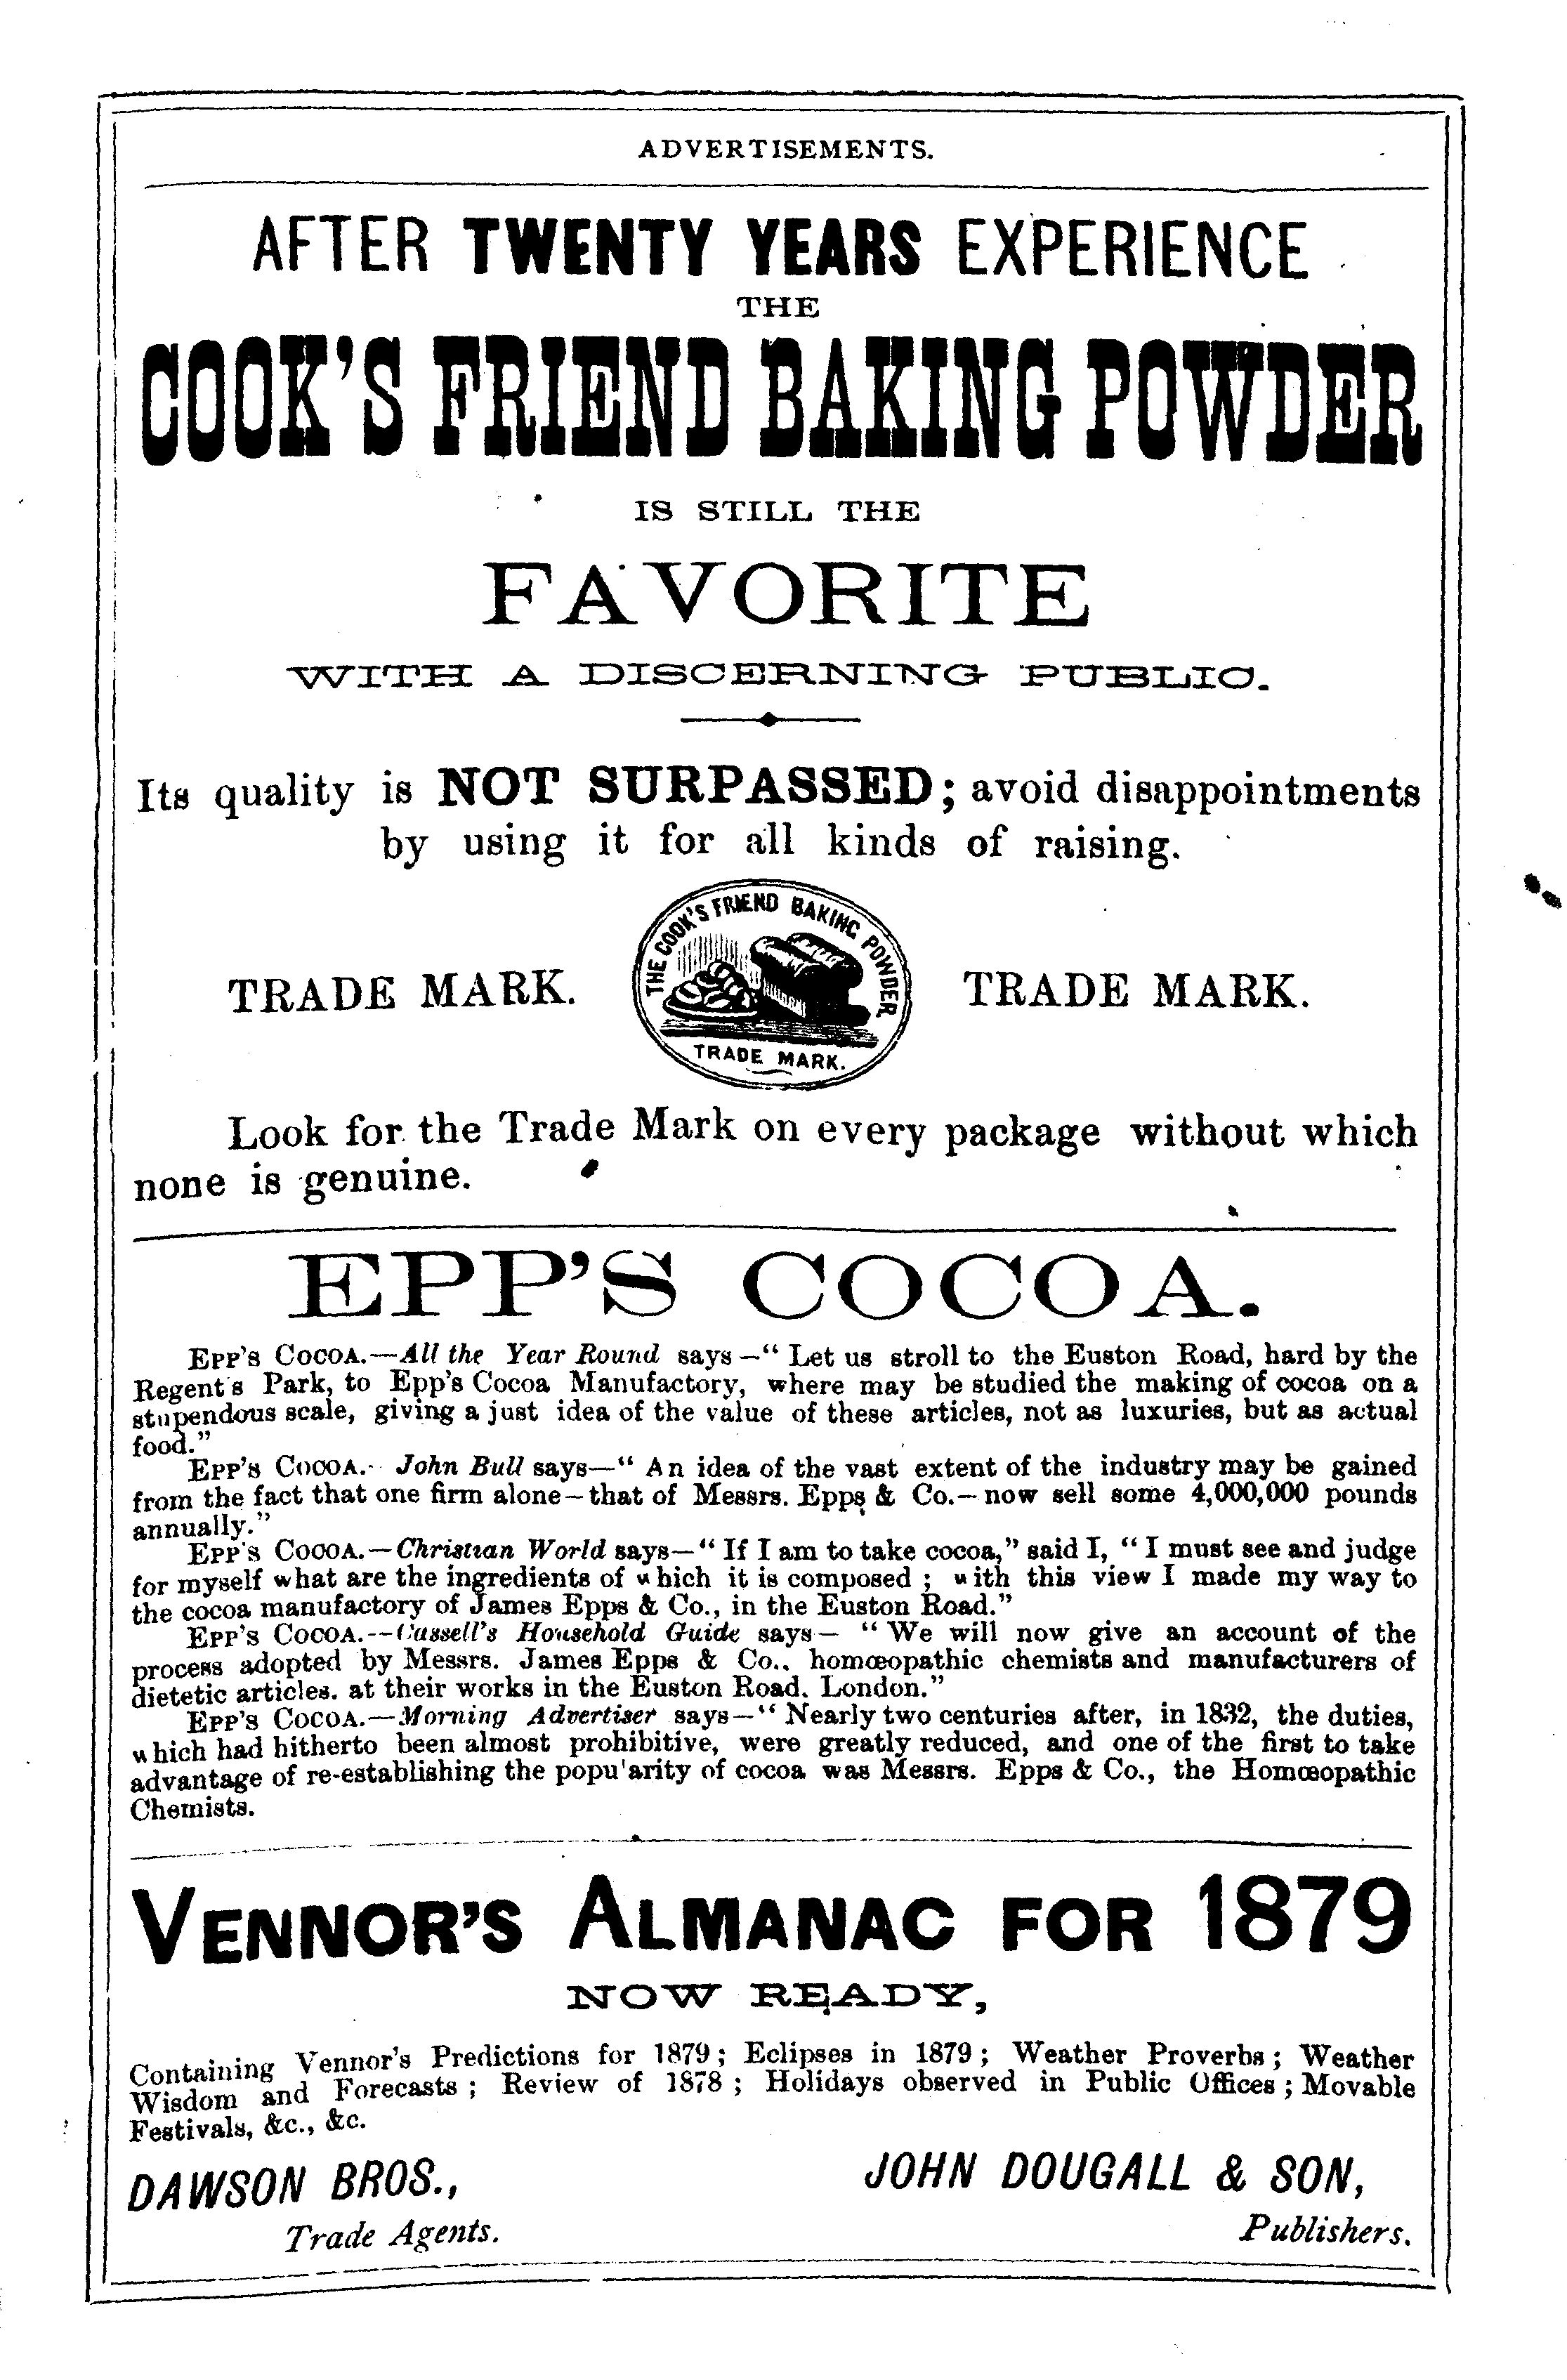 ADVERTISEMENTS.
AFTER TWENTY YEARS EXPERIENCE
THE
COOK'S FRIEND BAKING POWDER
IS STILL THE
FAVORITE
WITH A DISCERNING PUBLIC.
Its quality is NOT SURPASSED; avoid disappointments
by using it for all kinds of raising.
TRADE MARK.
THE COOK'S FRIEND BAKING POWDER.
TRADE MARK.
TRADE MARK.
Look for the Trade Mark on every package without which
none is genuine.
EPP'S COCOA.
EPP'S COCOA.—All the Year Round says—“ Let us stroll to the Euston Road, hard by the
Regent's Park, to Epp's Cocoa Manufactory, where may be studied the making of cocoa on a
stupendous scale, giving a just idea of the value of these articles, not as luxuries, but as actual
food.”
EPP'S COCOA.- John Bull says—“ An idea of the vast extent of the industry may be gained
from the fact that one firm alone—that of Messrs. Epps & Co.—now sell some 4,000,000 pounds
annually.”
EPP'S COCOA.—Christian World says—“ If I am to take cocoa,” said I, “ I must see and judge
for myself what are the ingredients of which it is composed ; with this view I made my way to
the cocoa manufactory of James Epps & Co., in the Euston Road.”
EPP'S COCOA.--Cassell's Household Guide says— “ We will now give an account of the
process adopted by Messrs. James Epps & Co., homœopathic chemists and manufacturers of
dietetic articles, at their works in the Euston Road, London.”
EPP'S COCOA.—Morning Advertiser says—“ Nearly two centuries after, in 1832, the duties,
which had hitherto been almost prohibitive, were greatly reduced, and one of the first to take
advantage of re-establishing the popularity of cocoa was Messrs. Epps & Co., the Homœopathic
Chemists.
VENNOR'S ALMANAC FOR 1879
NOW READY,
Containing Vennor's Predictions for 1879; Eclipses in 1879; Weather Proverbs; Weather
Wisdom and Forecasts; Review of 1878; Holidays observed in Public Offices; Movable
Festivals, &c., &c.
DAWSON BROS.,
Trade Agents.
JOHN DOUGALL & SON,
Publishers.